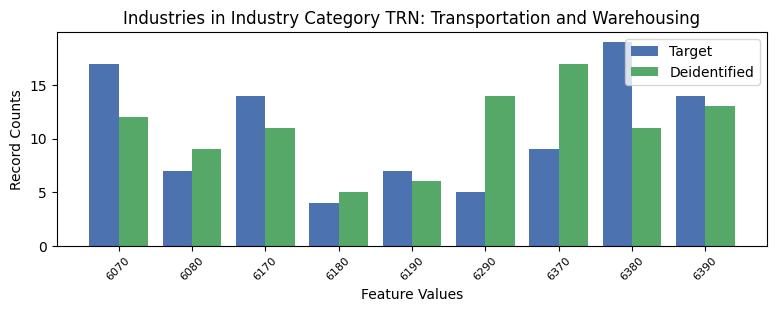 Industries in Industry Category TRN: Transportation and Warehousing
Target
Deidentified
Record Counts
15
10
5
0
6070 6080 6170 6180 6190 6290 6370 6380 6390
Feature Values